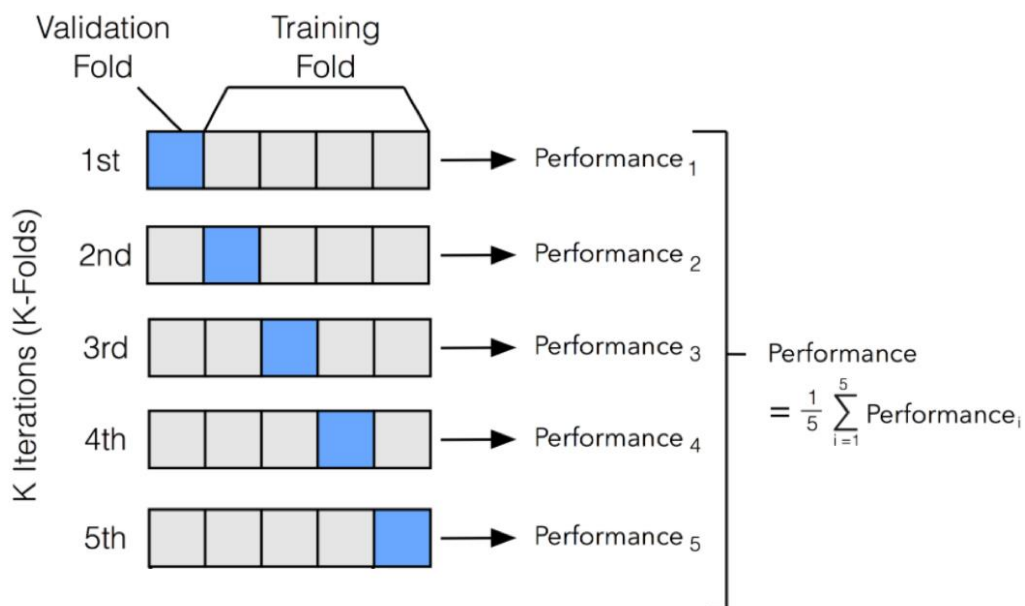 Validation
Fold
Training
Fold
K Iterations (K-Folds)
1st
Performance 1
2nd
Performance 2
3rd
Performance 3
4th
Performance 4
5th
Performance 5
Performance
= 1/5 5∑i=1 Performance i